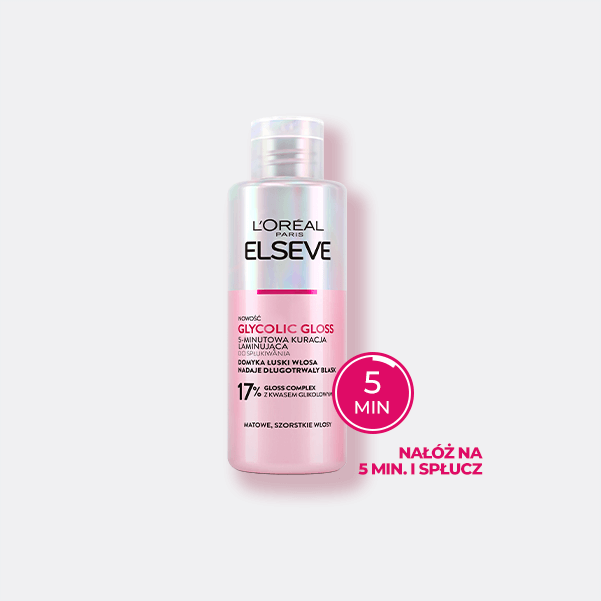 L'ORÉAL
PARIS
ELSEVE
NOWOŚĆ
GLYCOLIC GLOSS
5-MINUTOWA KURACJA
LAMINUJĄCA
DO SPŁUKIWANIA
DOMYKA ŁUSKI WŁOSA
NADAJE DŁUGOTRWAŁY BLASK
17% GLOSS COMPLEX
Z KWASEM GLIKOLOWYM
MATOWE, SZORSTKIE WŁOSY
5
MIN
NAŁÓŻ NA
5 MIN. I SPŁUCZ